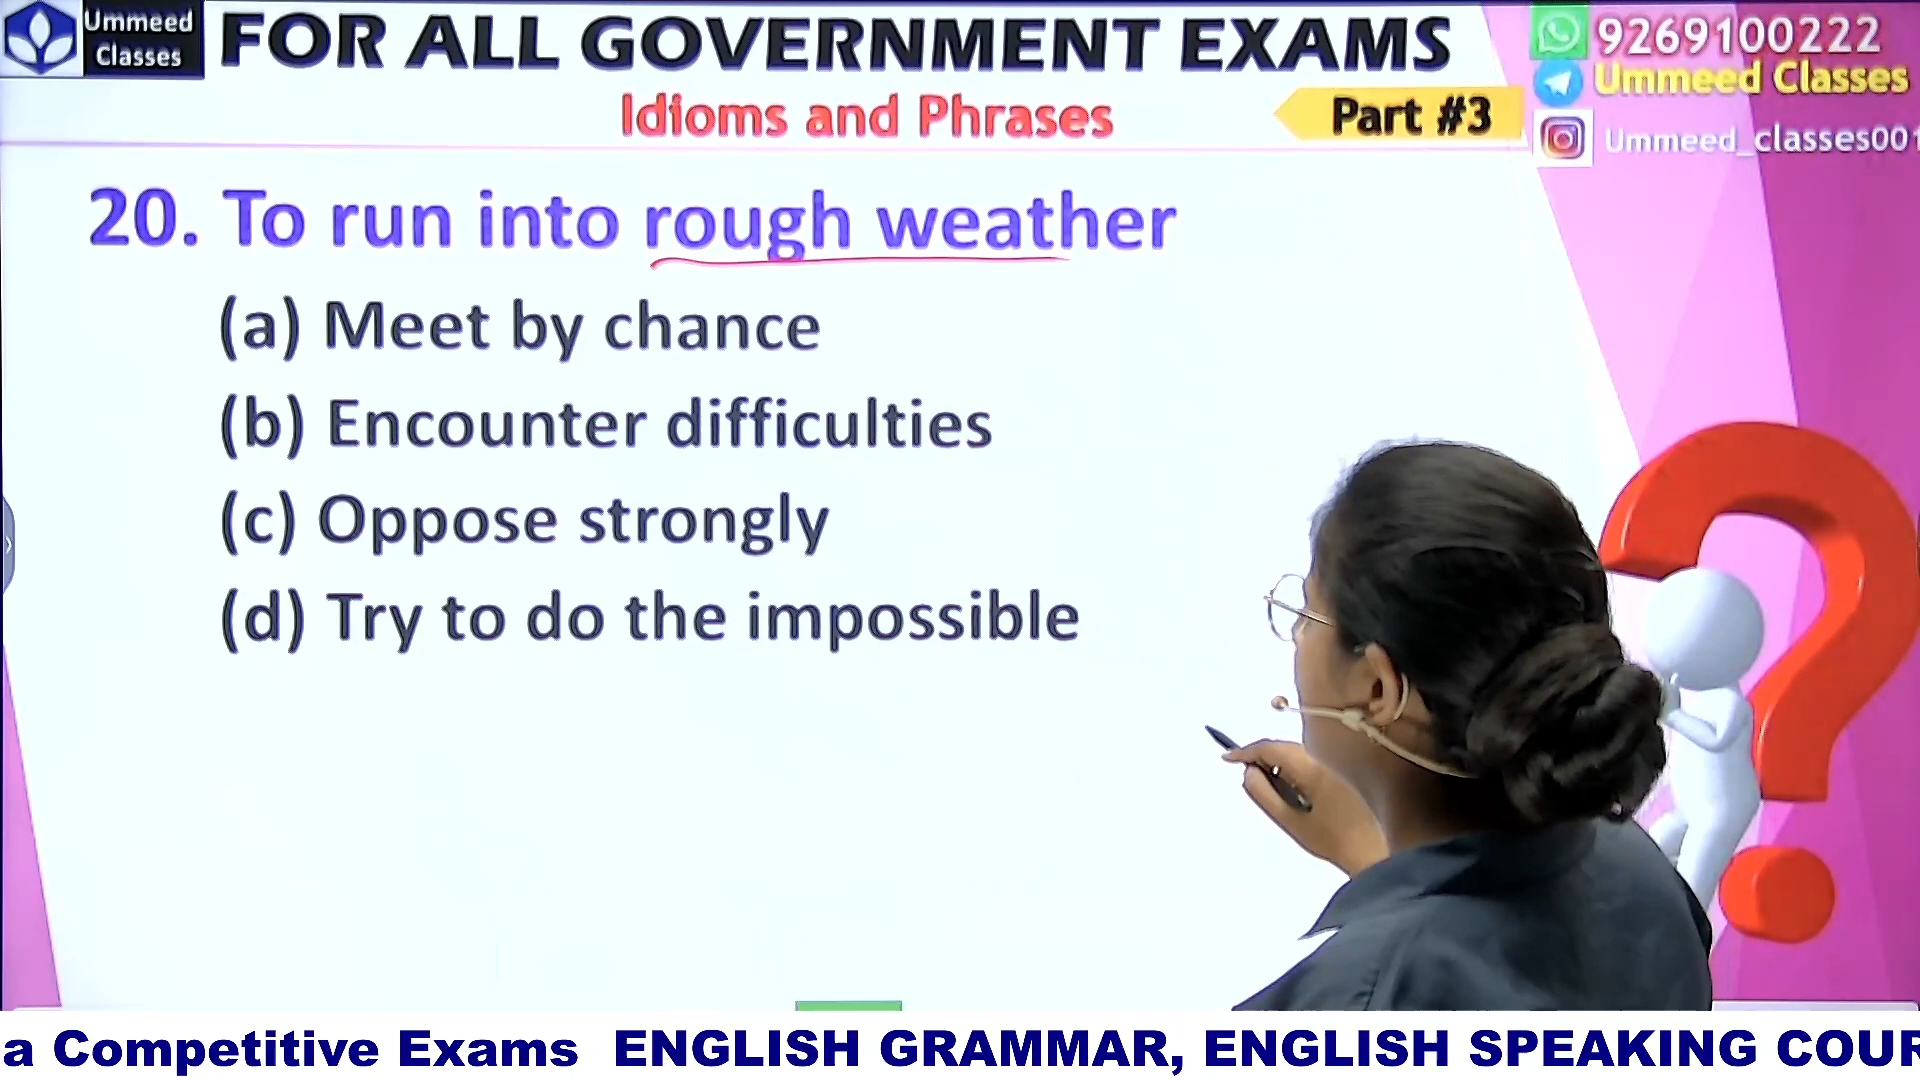 Ummeed
Classes
FOR ALL GOVERNMENT EXAMS
Idioms and Phrases
Part #3
9269100222
Ummeed Classes
Ummeed_classes001
20. To run into rough weather
(a) Meet by chance
(b) Encounter difficulties
(c) Oppose strongly
(d) Try to do the impossible
a Competitive Exams ENGLISH GRAMMAR, ENGLISH SPEAKING COUR